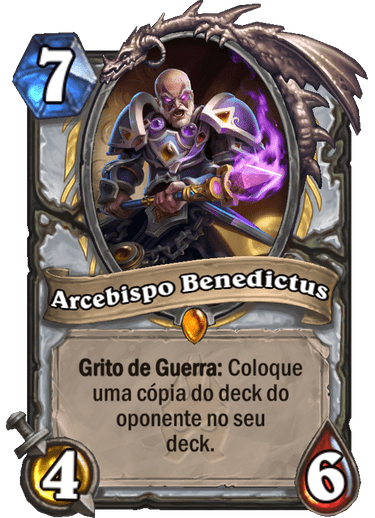 7
Arcebispo Benedictus
Grito de Guerra: Coloque
uma cópia do deck do
oponente no seu
deck.
4
6